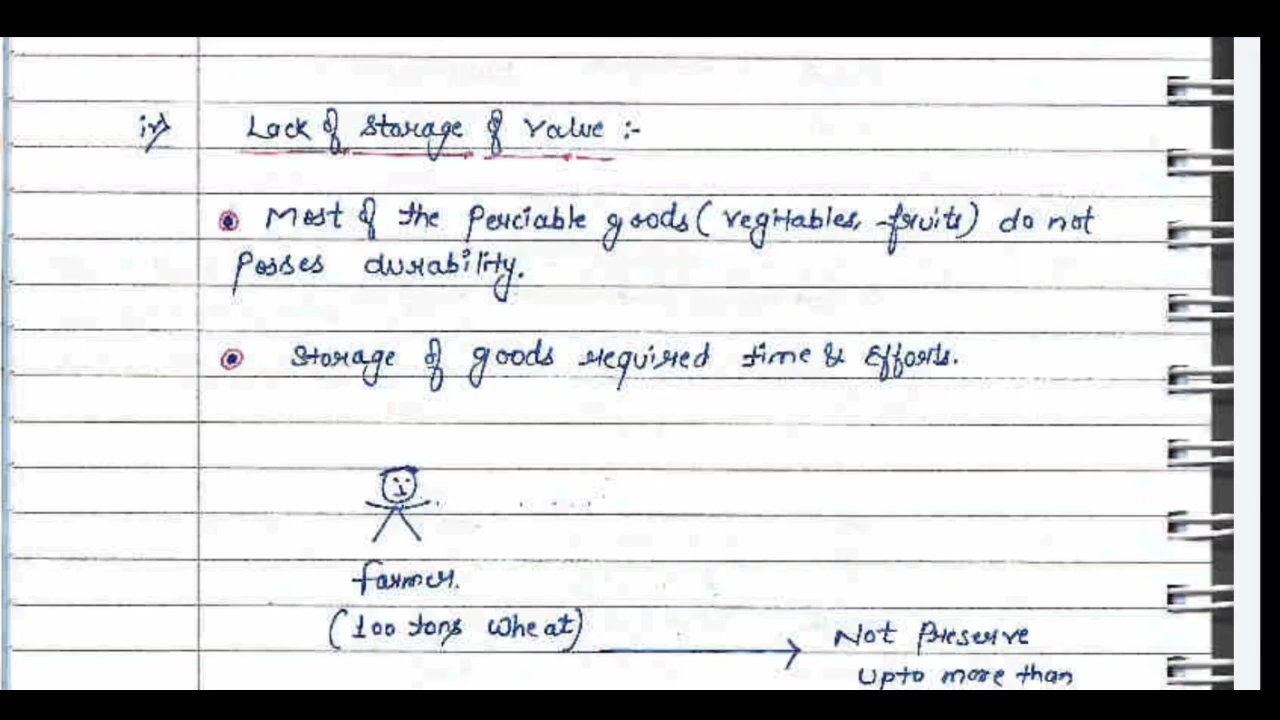 iv>  Lack of Storage of Value :-
Most of the Perciable goods ( vegitables, fruits) do not
Posses durability.
Storage of goods required time & Efforts.
farmer.
(100 tons wheat) → Not Preserve
upto more than